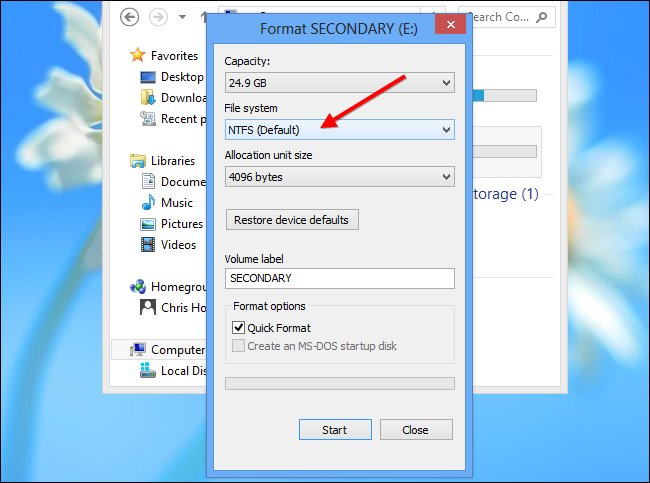 Format SECONDARY (E:)
Search Co...
Favorites
Desktop
Downloa
Recent p
Libraries
Docume
Music
Pictures
Videos
Homegrou
Chris Ho
Computer
Local Dis
Capacity:
24.9 GB
File system
NTFS (Default)
Allocation unit size
4096 bytes
Restore device defaults
Volume label
SECONDARY
Format options
Quick Format
Create an MS-DOS startup disk
Start
Close
torage (1)